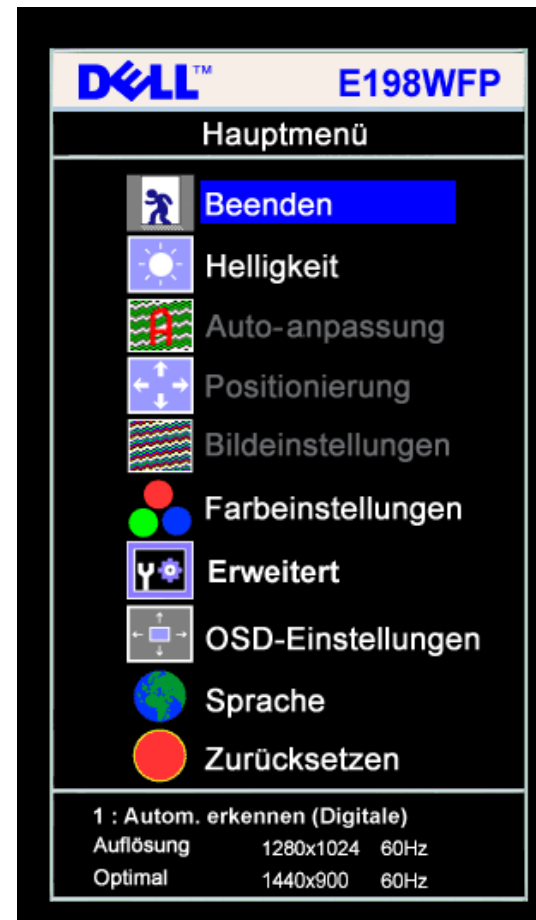 DELL™ E198WFP
Hauptmenü
Beenden
Helligkeit
Auto-anpassung
Positionierung
Bildeinstellungen
Farbeinstellungen
Erweitert
OSD-Einstellungen
Sprache
Zurücksetzen
1 : Autom. erkennen (Digitale)
Auflösung 1280x1024 60Hz
Optimal 1440x900 60Hz